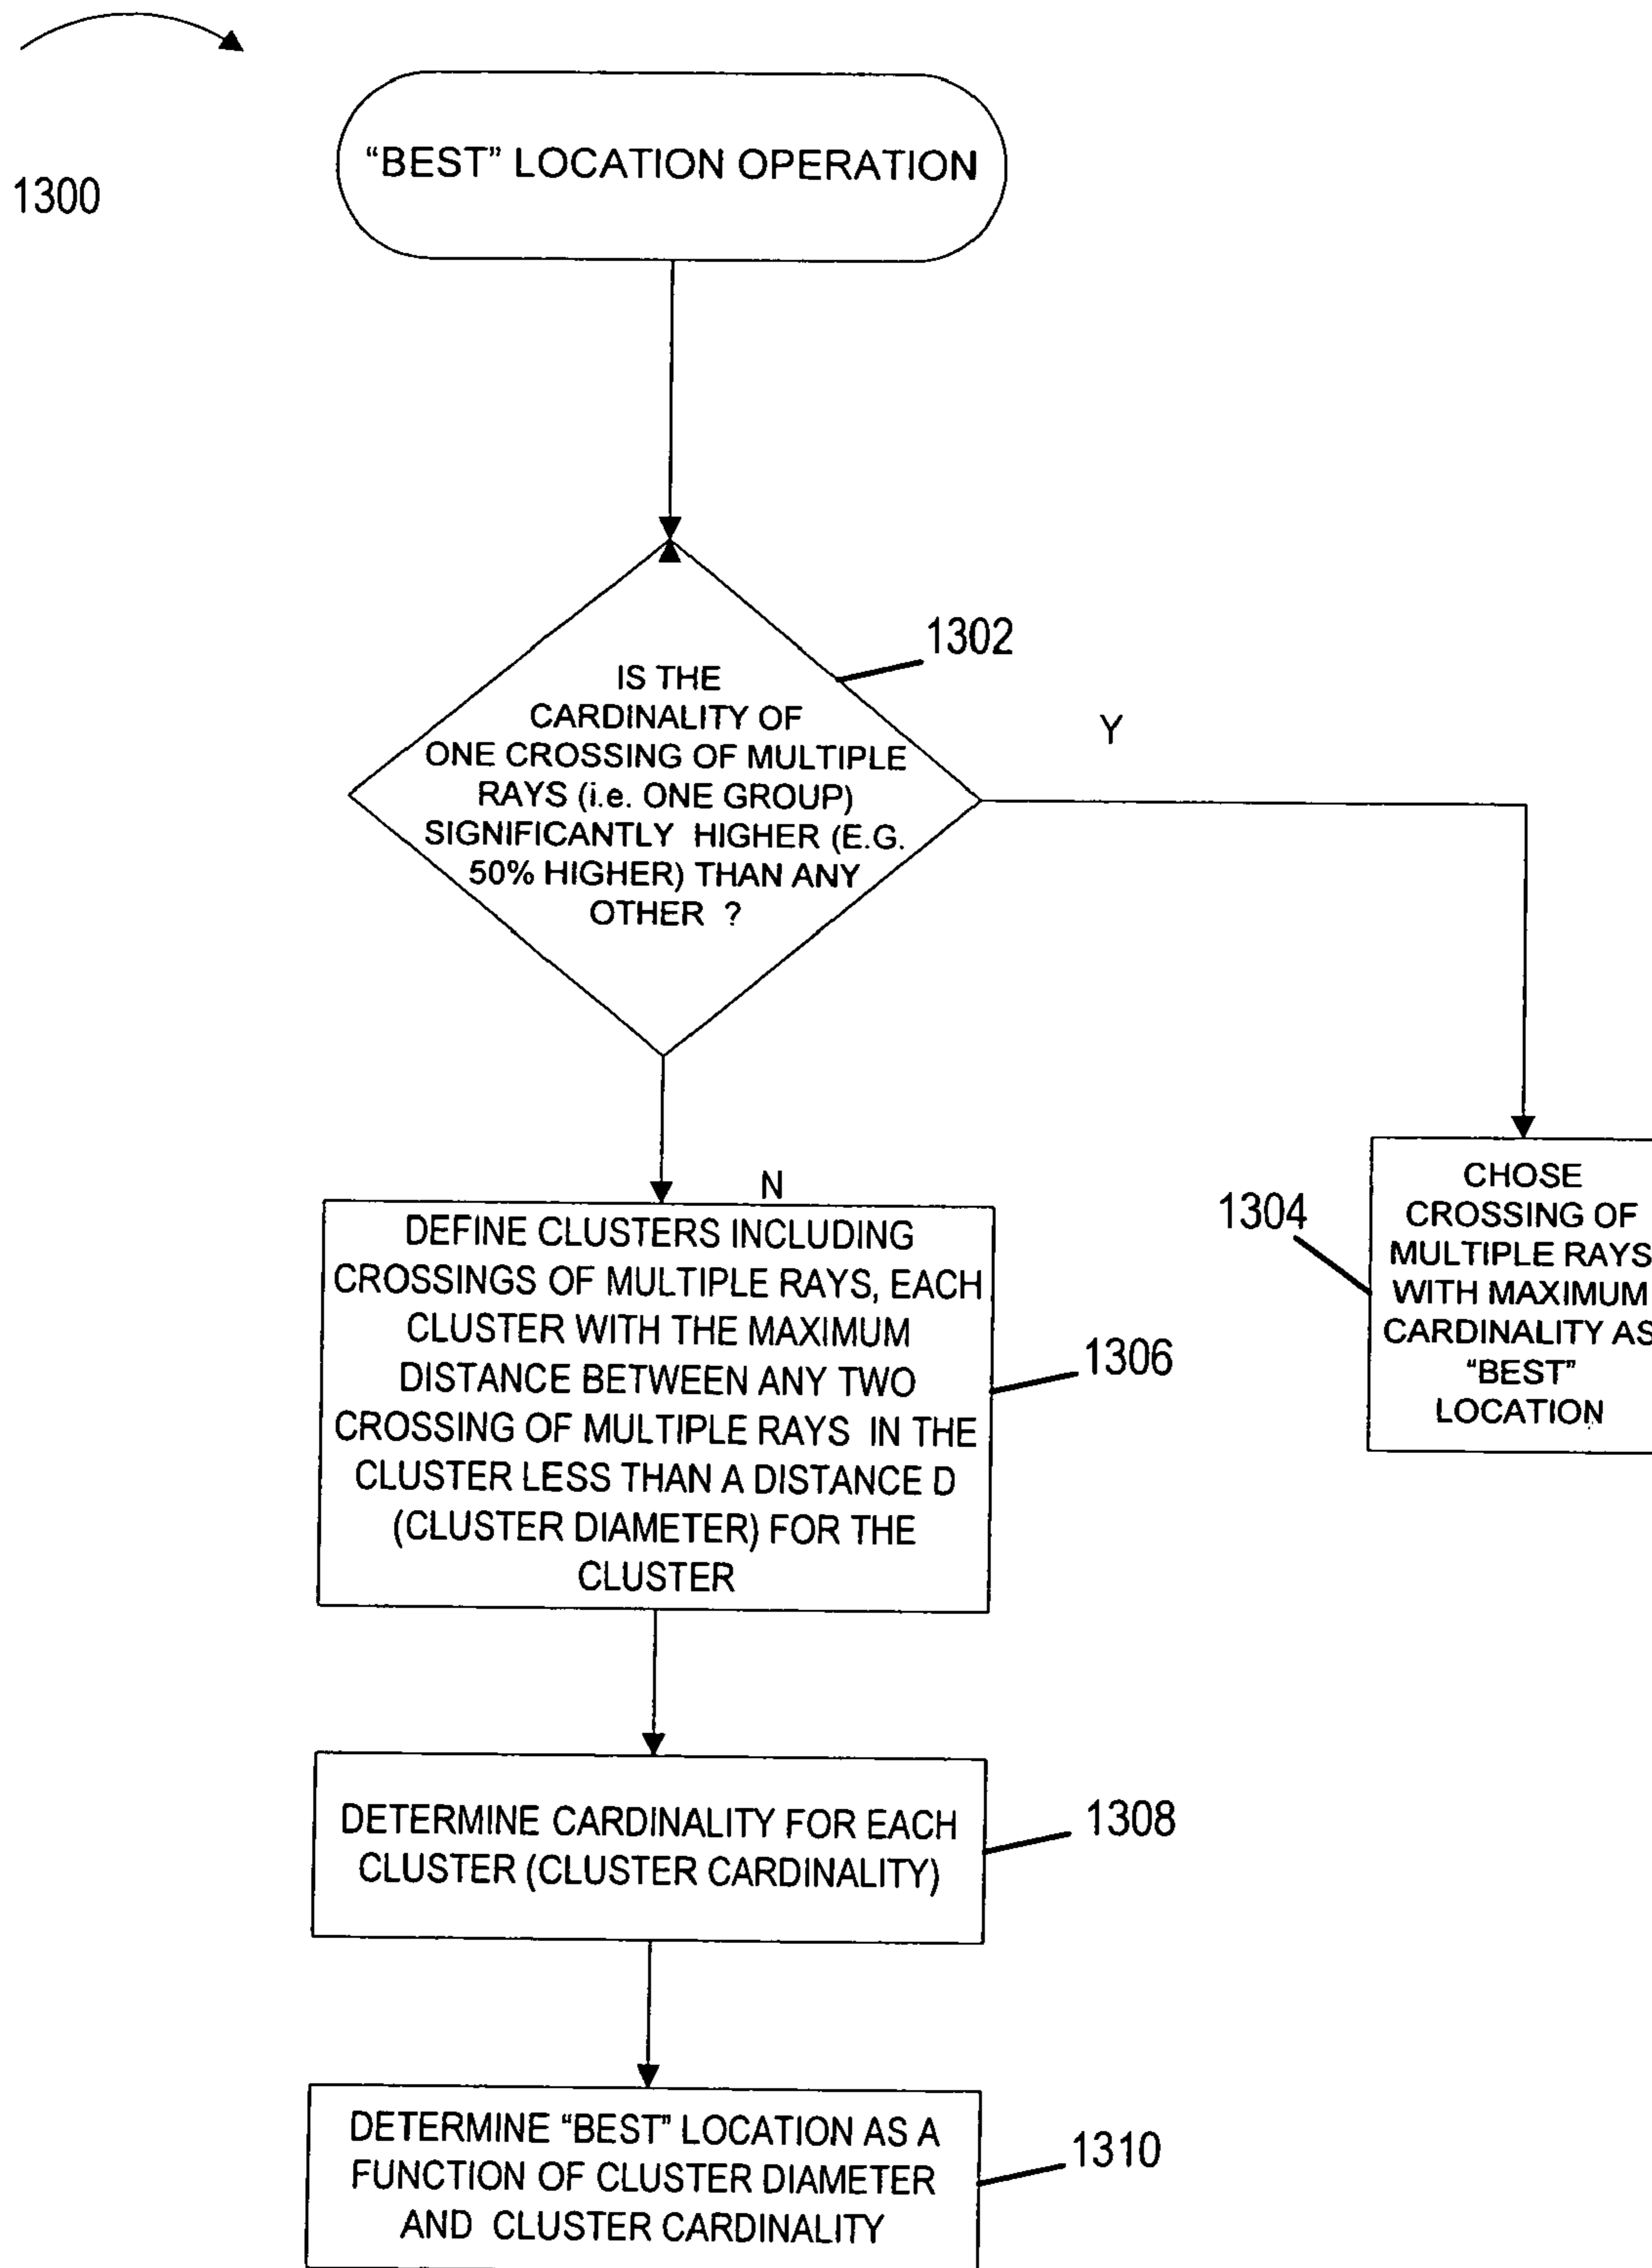 1300
“BEST” LOCATION OPERATION
1302
IS THE
CARDINALITY OF
ONE CROSSING OF MULTIPLE
RAYS (i.e. ONE GROUP)
SIGNIFICANTLY HIGHER (E.G.
50% HIGHER) THAN ANY
OTHER ?
Y
N
1304
CHOSE
CROSSING OF
MULTIPLE RAYS
WITH MAXIMUM
CARDINALITY AS
“BEST”
LOCATION
DEFINE CLUSTERS INCLUDING
CROSSINGS OF MULTIPLE RAYS, EACH
CLUSTER WITH THE MAXIMUM
DISTANCE BETWEEN ANY TWO
CROSSING OF MULTIPLE RAYS IN THE
CLUSTER LESS THAN A DISTANCE D
(CLUSTER DIAMETER) FOR THE
CLUSTER
1306
DETERMINE CARDINALITY FOR EACH
CLUSTER (CLUSTER CARDINALITY)
1308
DETERMINE “BEST” LOCATION AS A
FUNCTION OF CLUSTER DIAMETER
AND CLUSTER CARDINALITY
1310